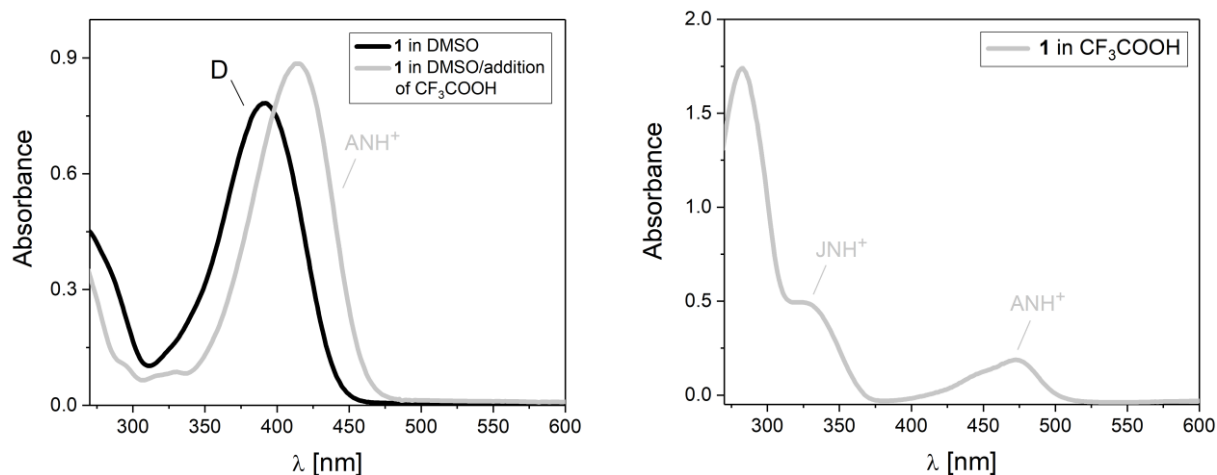 1 in DMSO
1 in DMSO/addition
of CF₃COOH
D
ANH⁺
Absorbance
0.9
0.6
0.3
0.0
300 350 400 450 500 550 600
λ [nm]
1 in CF₃COOH
JNH⁺
ANH⁺
Absorbance
2.0
1.5
1.0
0.5
0.0
300 350 400 450 500 550 600
λ [nm]